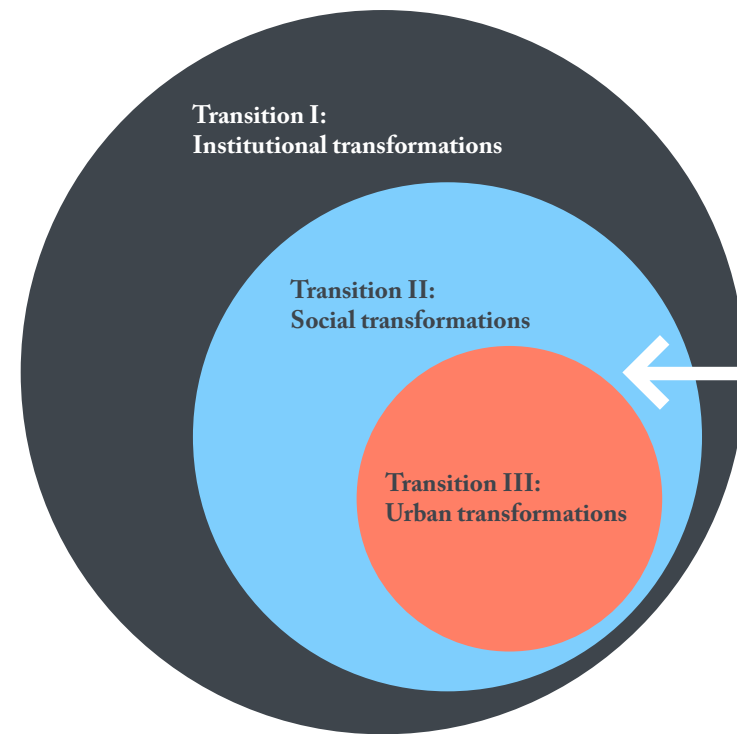 Transition I:
Institutional transformations
Transition II:
Social transformations
Transition III:
Urban transformations